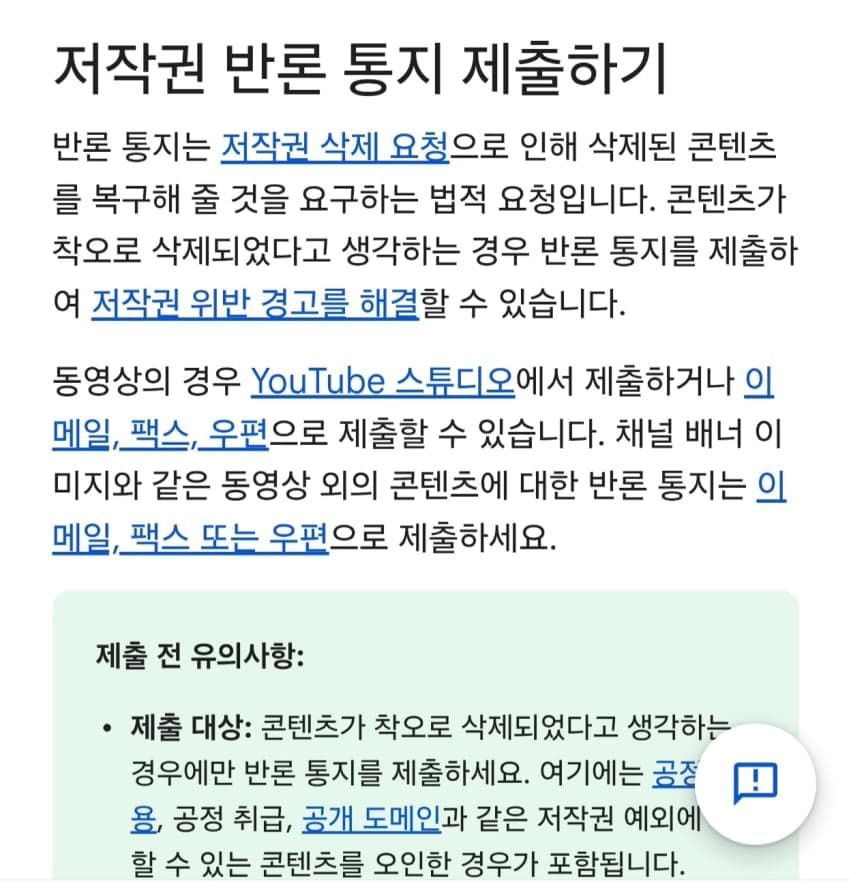 저작권 반론 통지 제출하기
반론 통지는 저작권 삭제 요청으로 인해 삭제된 콘텐츠
를 복구해 줄 것을 요구하는 법적 요청입니다. 콘텐츠가
착오로 삭제되었다고 생각하는 경우 반론 통지를 제출하
여 저작권 위반 경고를 해결할 수 있습니다.
동영상의 경우 YouTube 스튜디오에서 제출하거나 이
메일, 팩스, 우편으로 제출할 수 있습니다. 채널 배너 이
미지와 같은 동영상 외의 콘텐츠에 대한 반론 통지는 이
메일, 팩스 또는 우편으로 제출하세요.
제출 전 유의사항:
• 제출 대상: 콘텐츠가 착오로 삭제되었다고 생각하는
경우에만 반론 통지를 제출하세요. 여기에는 공정
용, 공정 취급, 공개 도메인과 같은 저작권 예외에
할 수 있는 콘텐츠를 오인한 경우가 포함됩니다.